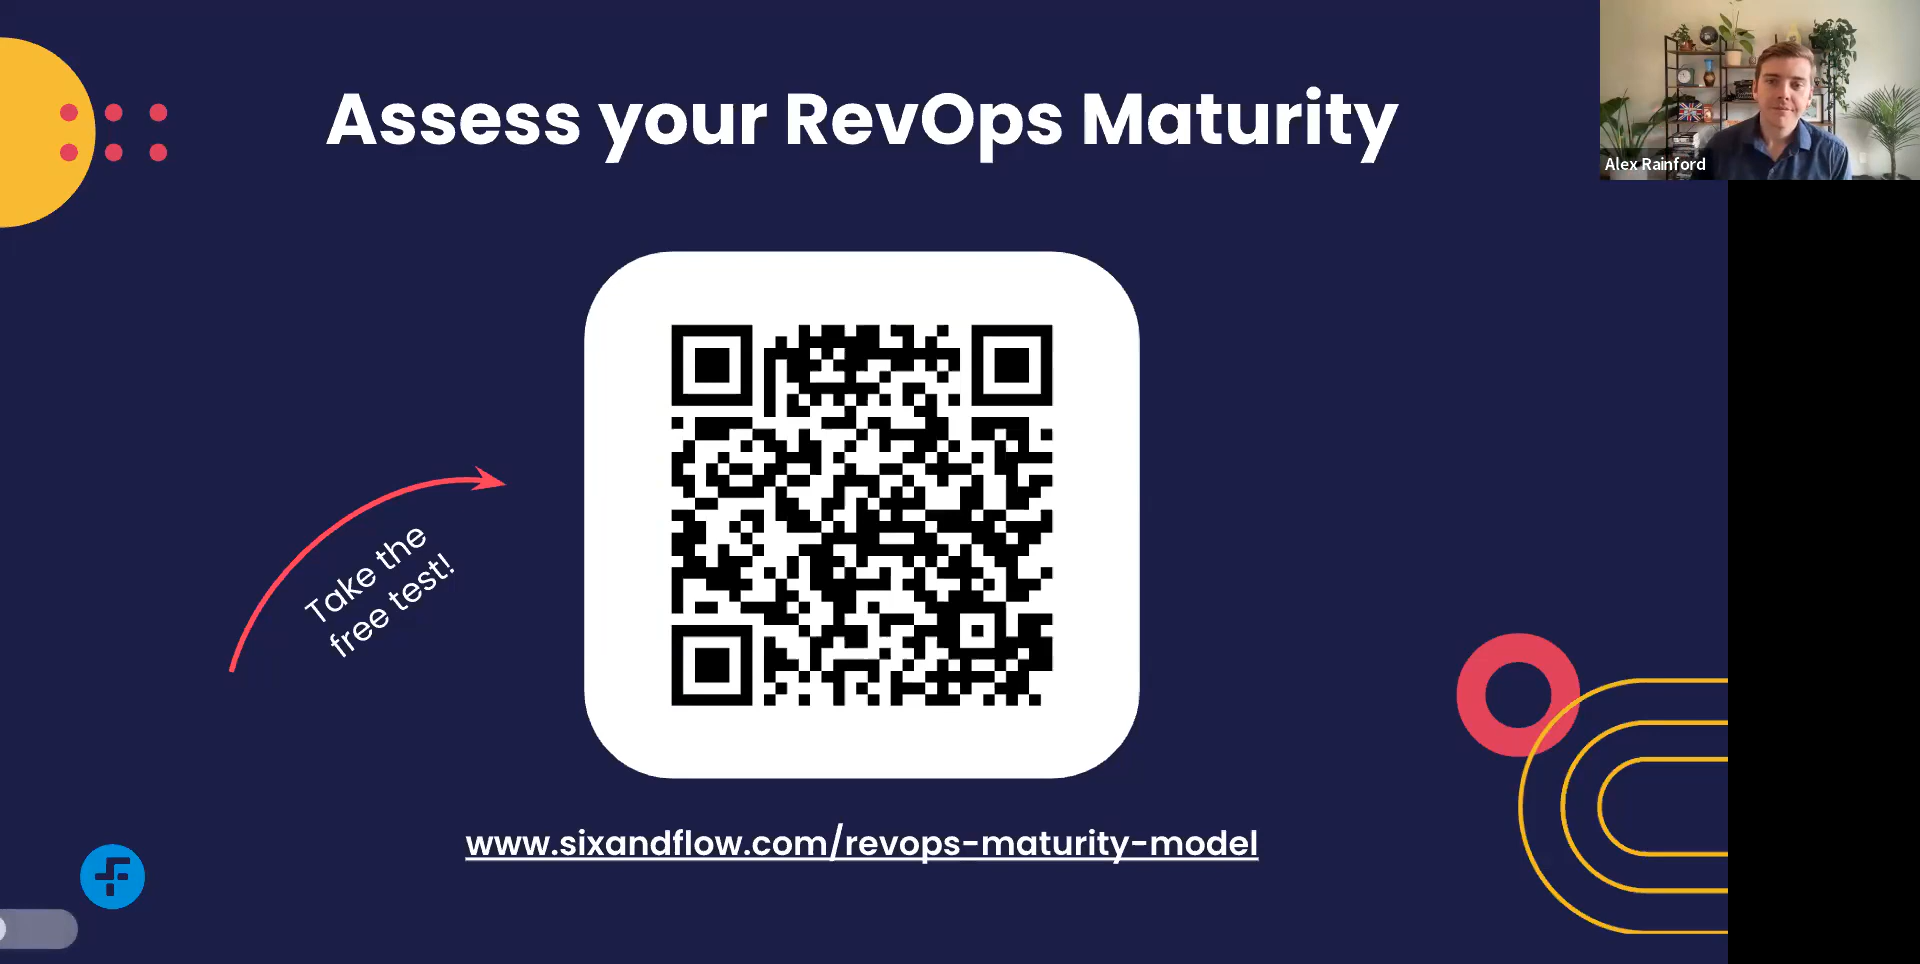 Assess your RevOps Maturity
Alex Rainford
Take the
free test!
www.sixandflow.com/revops-maturity-model